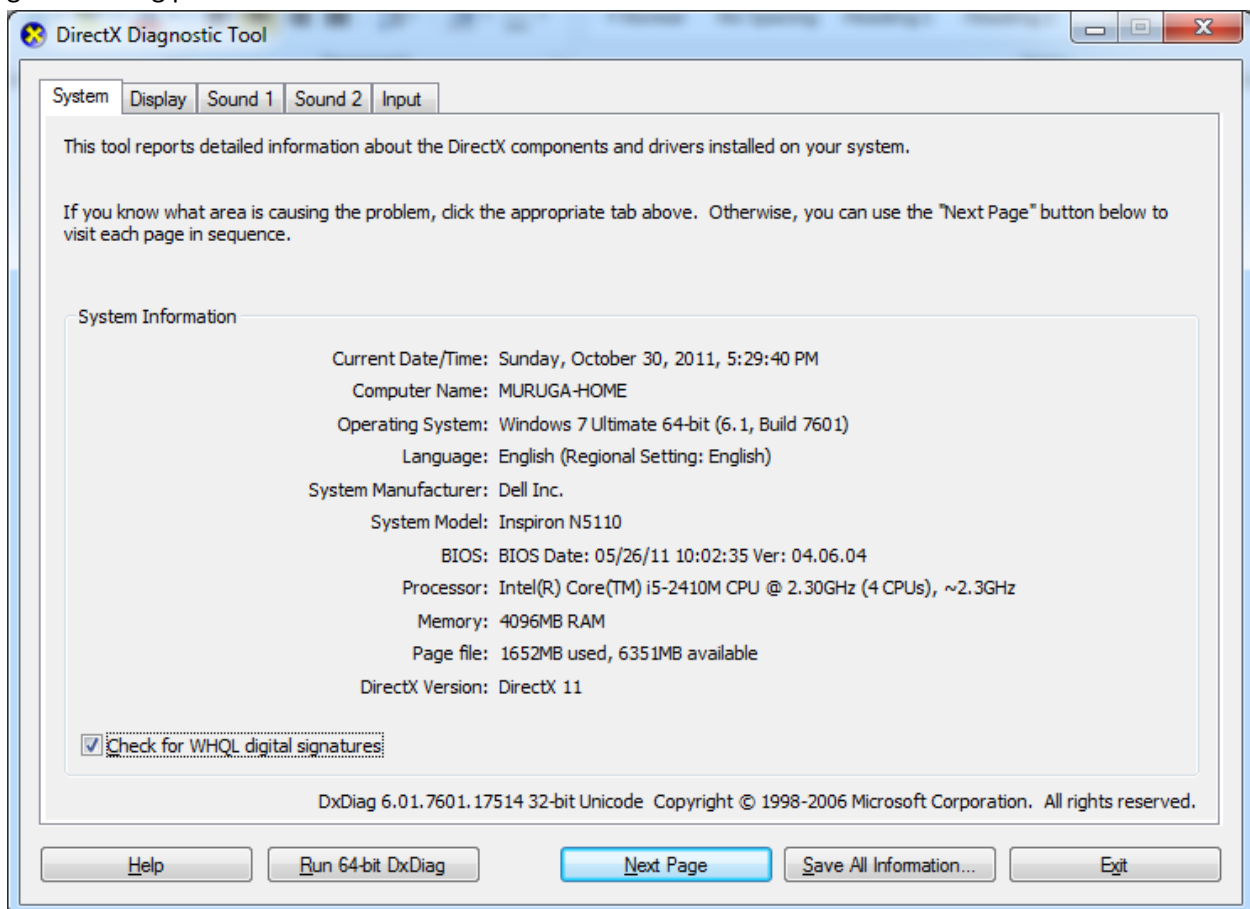 DirectX Diagnostic Tool
System Display Sound 1 Sound 2 Input
This tool reports detailed information about the DirectX components and drivers installed on your system.
If you know what area is causing the problem, click the appropriate tab above.  Otherwise, you can use the "Next Page" button below to
visit each page in sequence.
System Information
Current Date/Time: Sunday, October 30, 2011, 5:29:40 PM
Computer Name: MURUGA-HOME
Operating System: Windows 7 Ultimate 64-bit (6.1, Build 7601)
Language: English (Regional Setting: English)
System Manufacturer: Dell Inc.
System Model: Inspiron N5110
BIOS: BIOS Date: 05/26/11 10:02:35 Ver: 04.06.04
Processor: Intel(R) Core(TM) i5-2410M CPU @ 2.30GHz (4 CPUs), ~2.3GHz
Memory: 4096MB RAM
Page file: 1652MB used, 6351MB available
DirectX Version: DirectX 11
Check for WHQL digital signatures
DxDiag 6.01.7601.17514 32-bit Unicode  Copyright © 1998-2006 Microsoft Corporation.  All rights reserved.
Help Run 64-bit DxDiag Next Page Save All Information... Exit